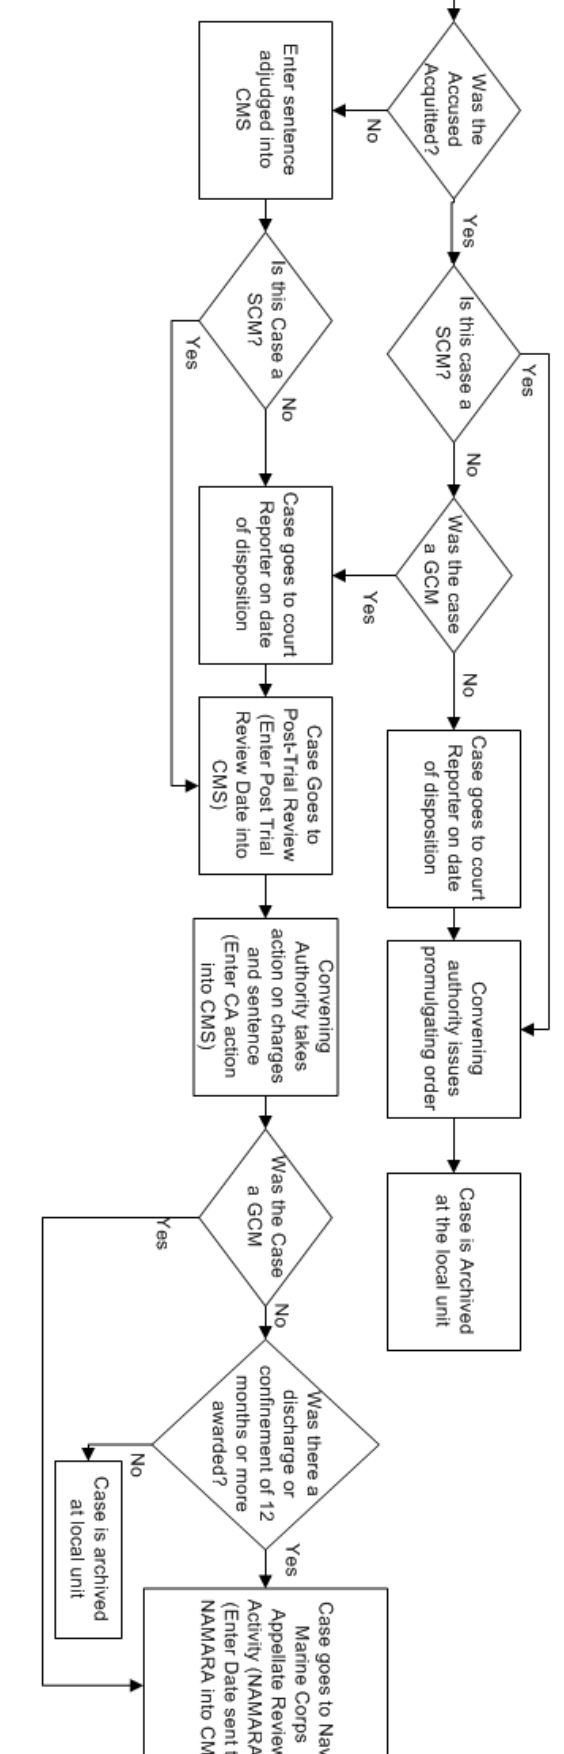 Was the
Accused
Acquitted?
Yes
No
Is this case a
SCM?
Yes
No
Was the case
a GCM
Yes
No
Case goes to court
Reporter on date
of disposition
Convening
authority issues
promulgating order
Case is Archived
at the local unit
Enter sentence
adjudged into
CMS
Is this Case a
SCM?
Yes
No
Case goes to court
Reporter on date
of disposition
Case Goes to
Post-Trial Review
(Enter Post Trial
Review Date into
CMS)
Convening
Authority takes
action on charges
and sentence
(Enter CA action
into CMS)
Was the Case
a GCM
Yes
No
Was there a
discharge or
confinement of 12
months or more
awarded?
No
Yes
Case is archived
at local unit
Case goes to
Marine Corps
Appellate
Activity (NAMARA
(Enter Date sent
NAMARA into